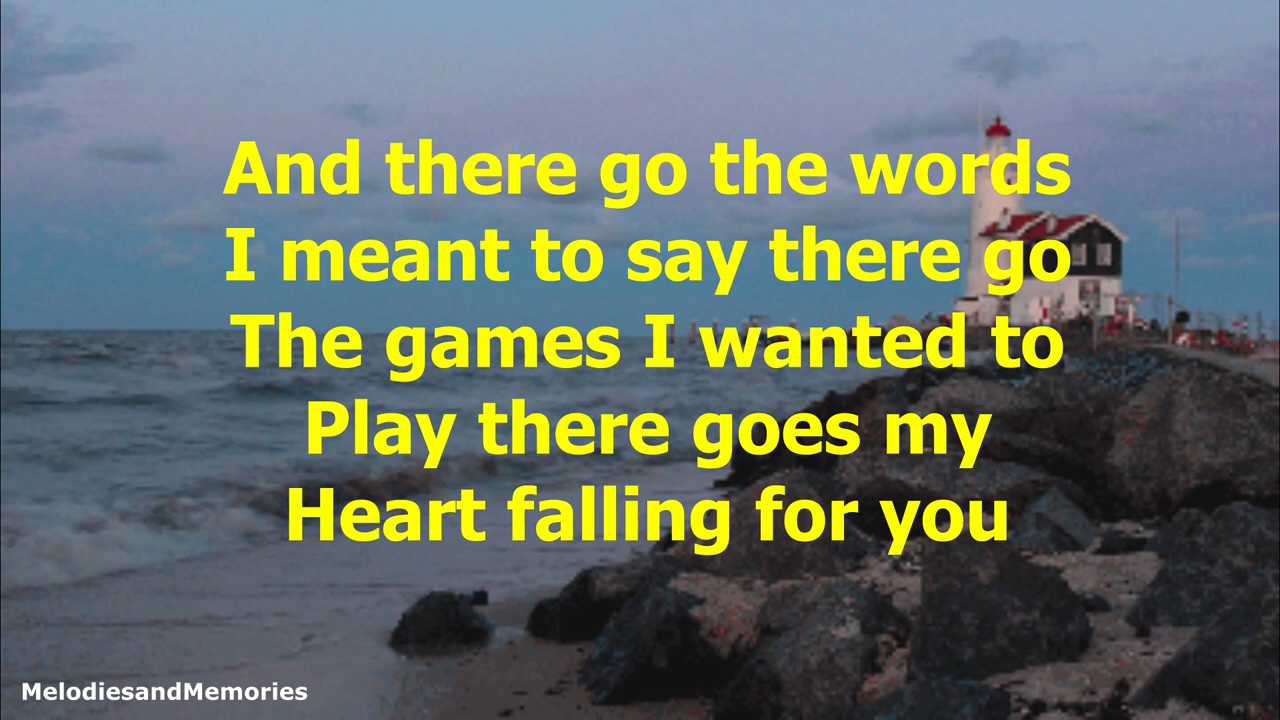 And there go the words
I meant to say there go
The games I wanted to
Play there goes my
Heart falling for you
MelodiesandMemories